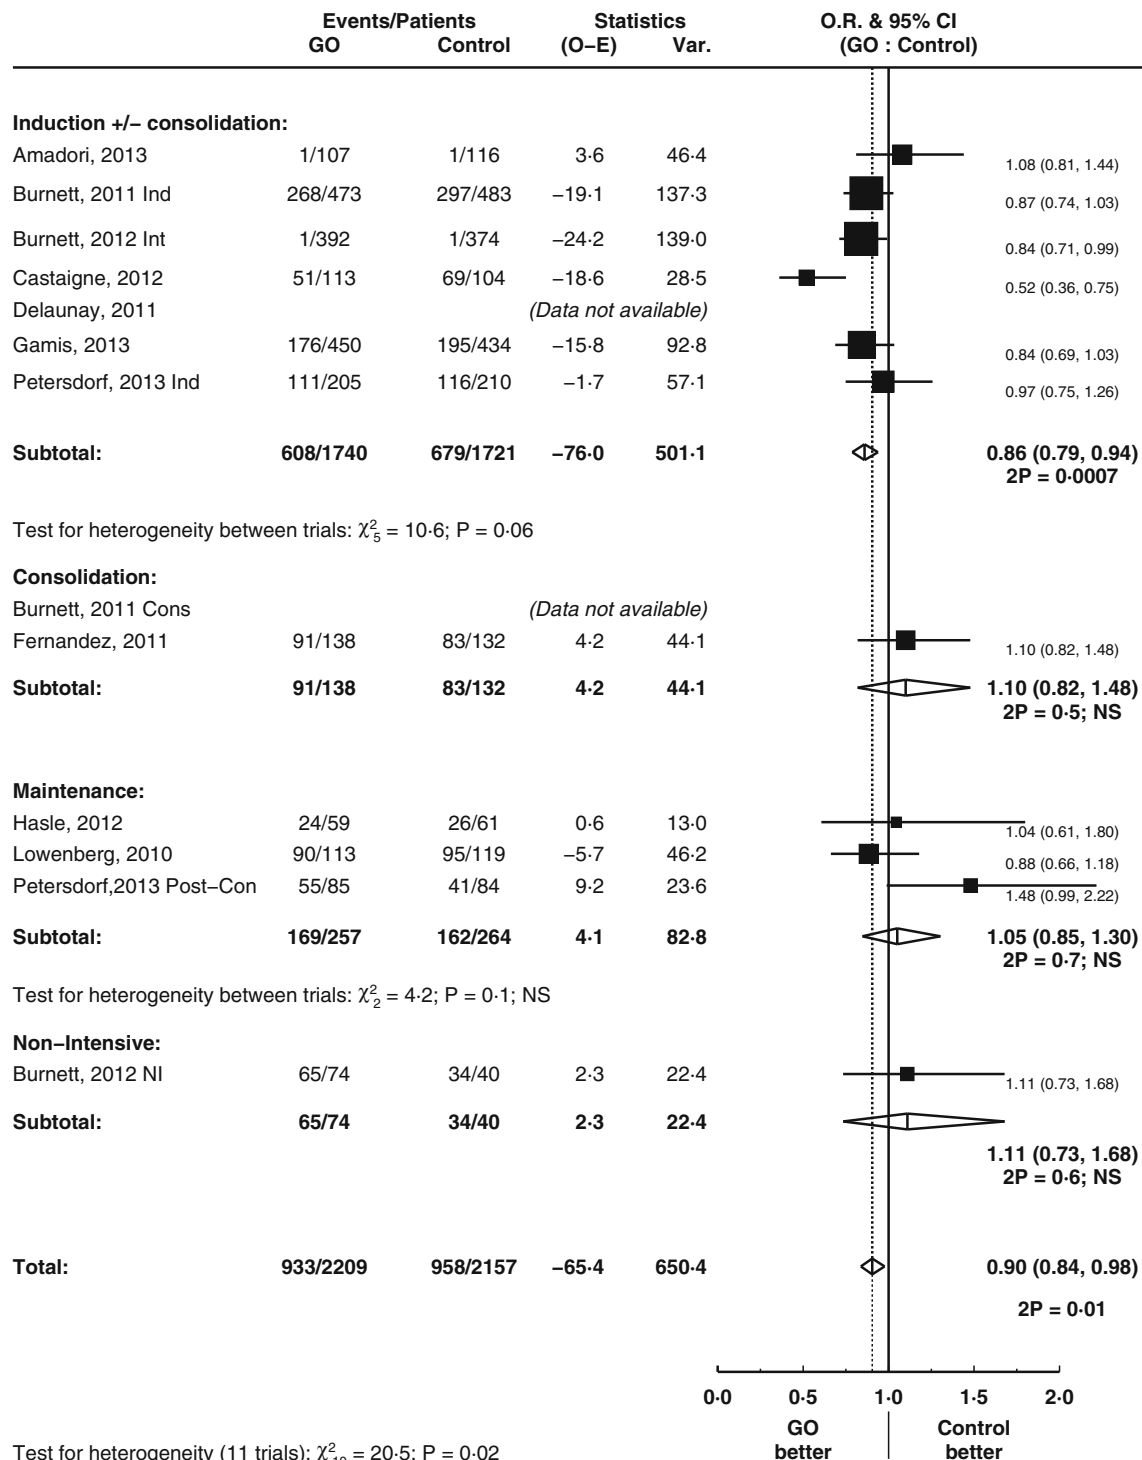 Events/Patients Statistics O.R. & 95% CI
GO Control (O−E) Var. (GO : Control)
Induction +/− consolidation:
Amadori, 2013 1/107 1/116 3·6 46·4 1.08 (0.81, 1.44)
Burnett, 2011 Ind 268/473 297/483 −19·1 137·3 0.87 (0.74, 1.03)
Burnett, 2012 Int 1/392 1/374 −24·2 139·0 0.84 (0.71, 0.99)
Castaigne, 2012 51/113 69/104 −18·6 28·5 0.52 (0.36, 0.75)
Delaunay, 2011 (Data not available)
Gamis, 2013 176/450 195/434 −15·8 92·8 0.84 (0.69, 1.03)
Petersdorf, 2013 Ind 111/205 116/210 −1·7 57·1 0.97 (0.75, 1.26)
Subtotal: 608/1740 679/1721 −76·0 501·1 0.86 (0.79, 0.94)
2P = 0·0007
Test for heterogeneity between trials: χ²₅ = 10·6; P = 0·06
Consolidation:
Burnett, 2011 Cons (Data not available)
Fernandez, 2011 91/138 83/132 4·2 44·1 1.10 (0.82, 1.48)
Subtotal: 91/138 83/132 4·2 44·1 1.10 (0.82, 1.48)
2P = 0·5; NS
Maintenance:
Hasle, 2012 24/59 26/61 0·6 13·0 1.04 (0.61, 1.80)
Lowenberg, 2010 90/113 95/119 −5·7 46·2 0.88 (0.66, 1.18)
Petersdorf,2013 Post−Con 55/85 41/84 9·2 23·6 1.48 (0.99, 2.22)
Subtotal: 169/257 162/264 4·1 82·8 1.05 (0.85, 1.30)
2P = 0·7; NS
Test for heterogeneity between trials: χ²₂ = 4·2; P = 0·1; NS
Non−Intensive:
Burnett, 2012 NI 65/74 34/40 2·3 22·4 1.11 (0.73, 1.68)
Subtotal: 65/74 34/40 2·3 22·4
1.11 (0.73, 1.68)
2P = 0·6; NS
Total: 933/2209 958/2157 −65·4 650·4 0.90 (0.84, 0.98)
2P = 0·01
0·0 0·5 1·0 1·5 2·0
GO Control
better better
Test for heterogeneity (11 trials): χ²₁₀ = 20·5; P = 0·02